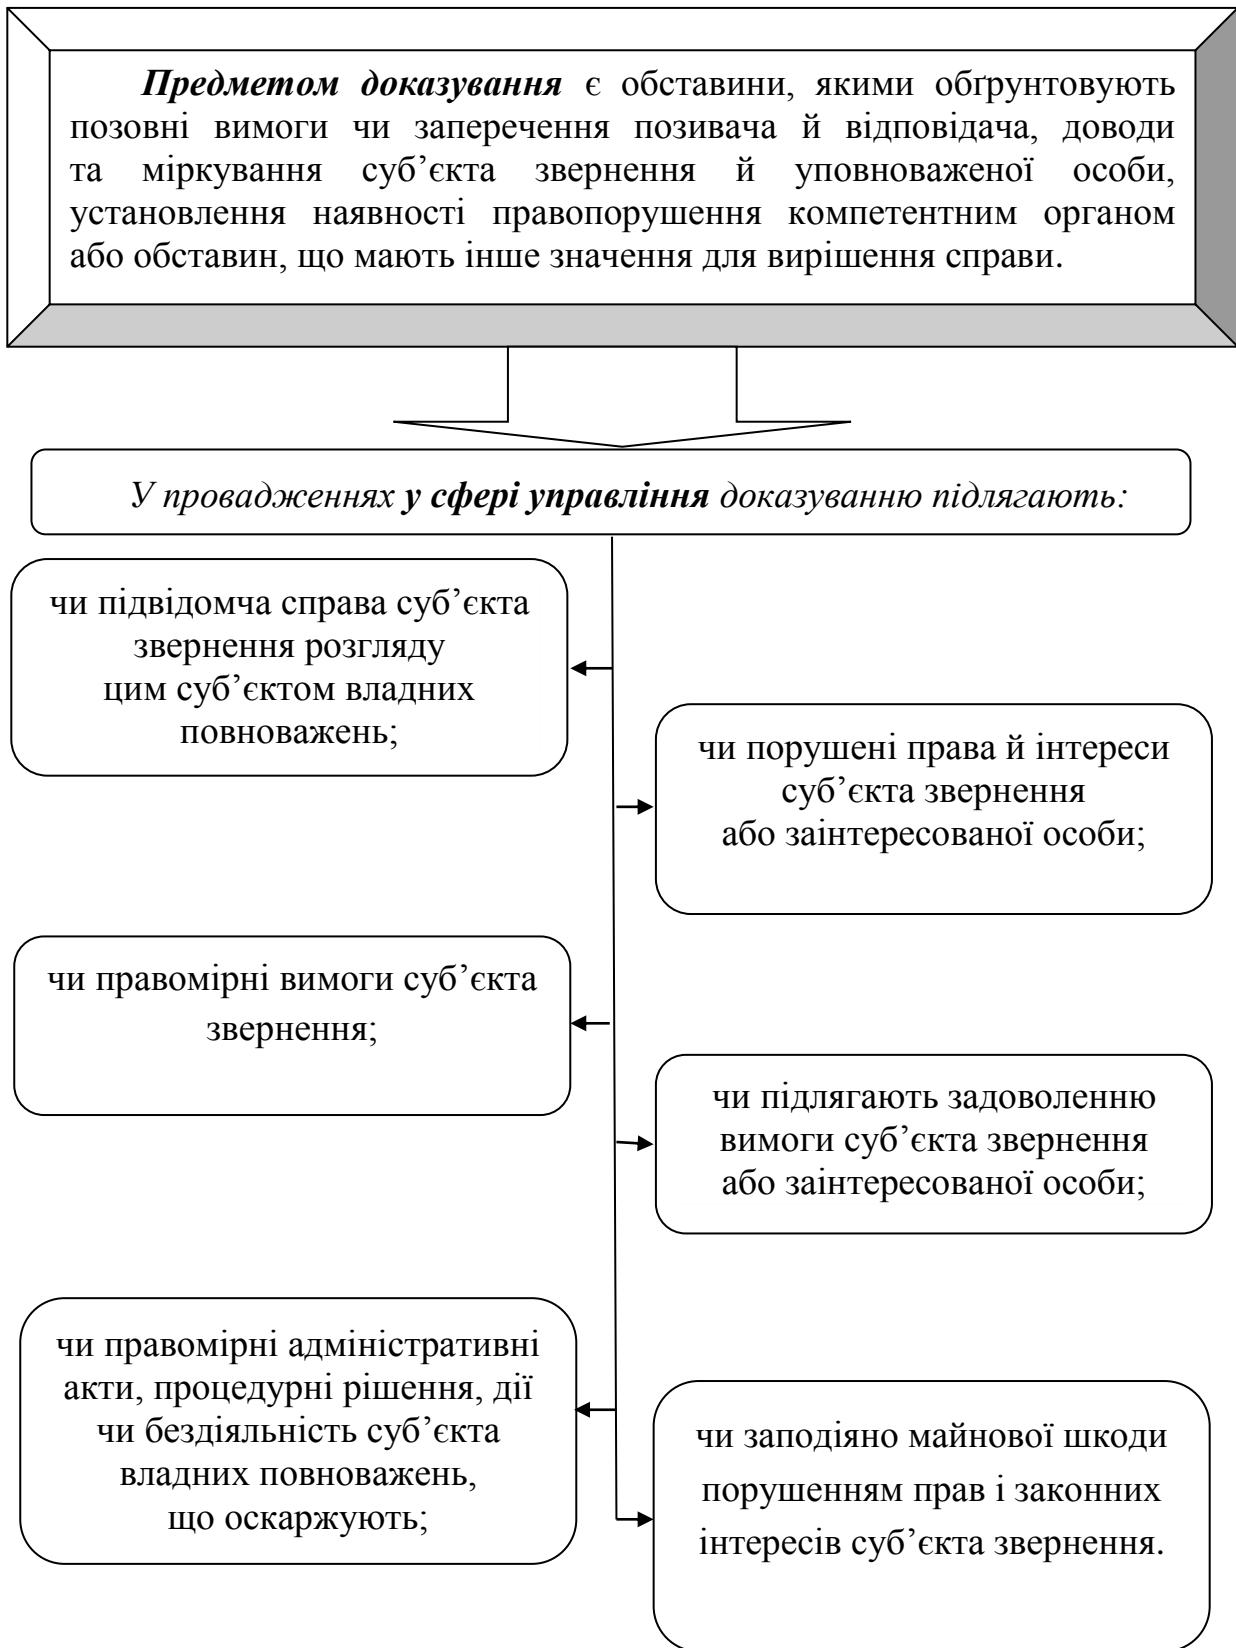 Предметом доказування є обставини, якими обґрунтовують
позовні вимоги чи заперечення позивача й відповідача, доводи
та міркування суб’єкта звернення й уповноваженої особи,
установлення наявності правопорушення компетентним органом
або обставин, що мають інше значення для вирішення справи.
У провадженнях у сфері управління доказуванню підлягають:
чи підвідомча справа суб’єкта
звернення розгляду
цим суб’єктом владних
повноважень;
чи порушені права й інтереси
суб’єкта звернення
або заінтересованої особи;
чи правомірні вимоги суб’єкта
звернення;
чи підлягають задоволенню
вимоги суб’єкта звернення
або заінтересованої особи;
чи правомірні адміністративні
акти, процедурні рішення, дії
чи бездіяльність суб’єкта
владних повноважень,
що оскаржують;
чи заподіяно майнової шкоди
порушенням прав і законних
інтересів суб’єкта звернення.